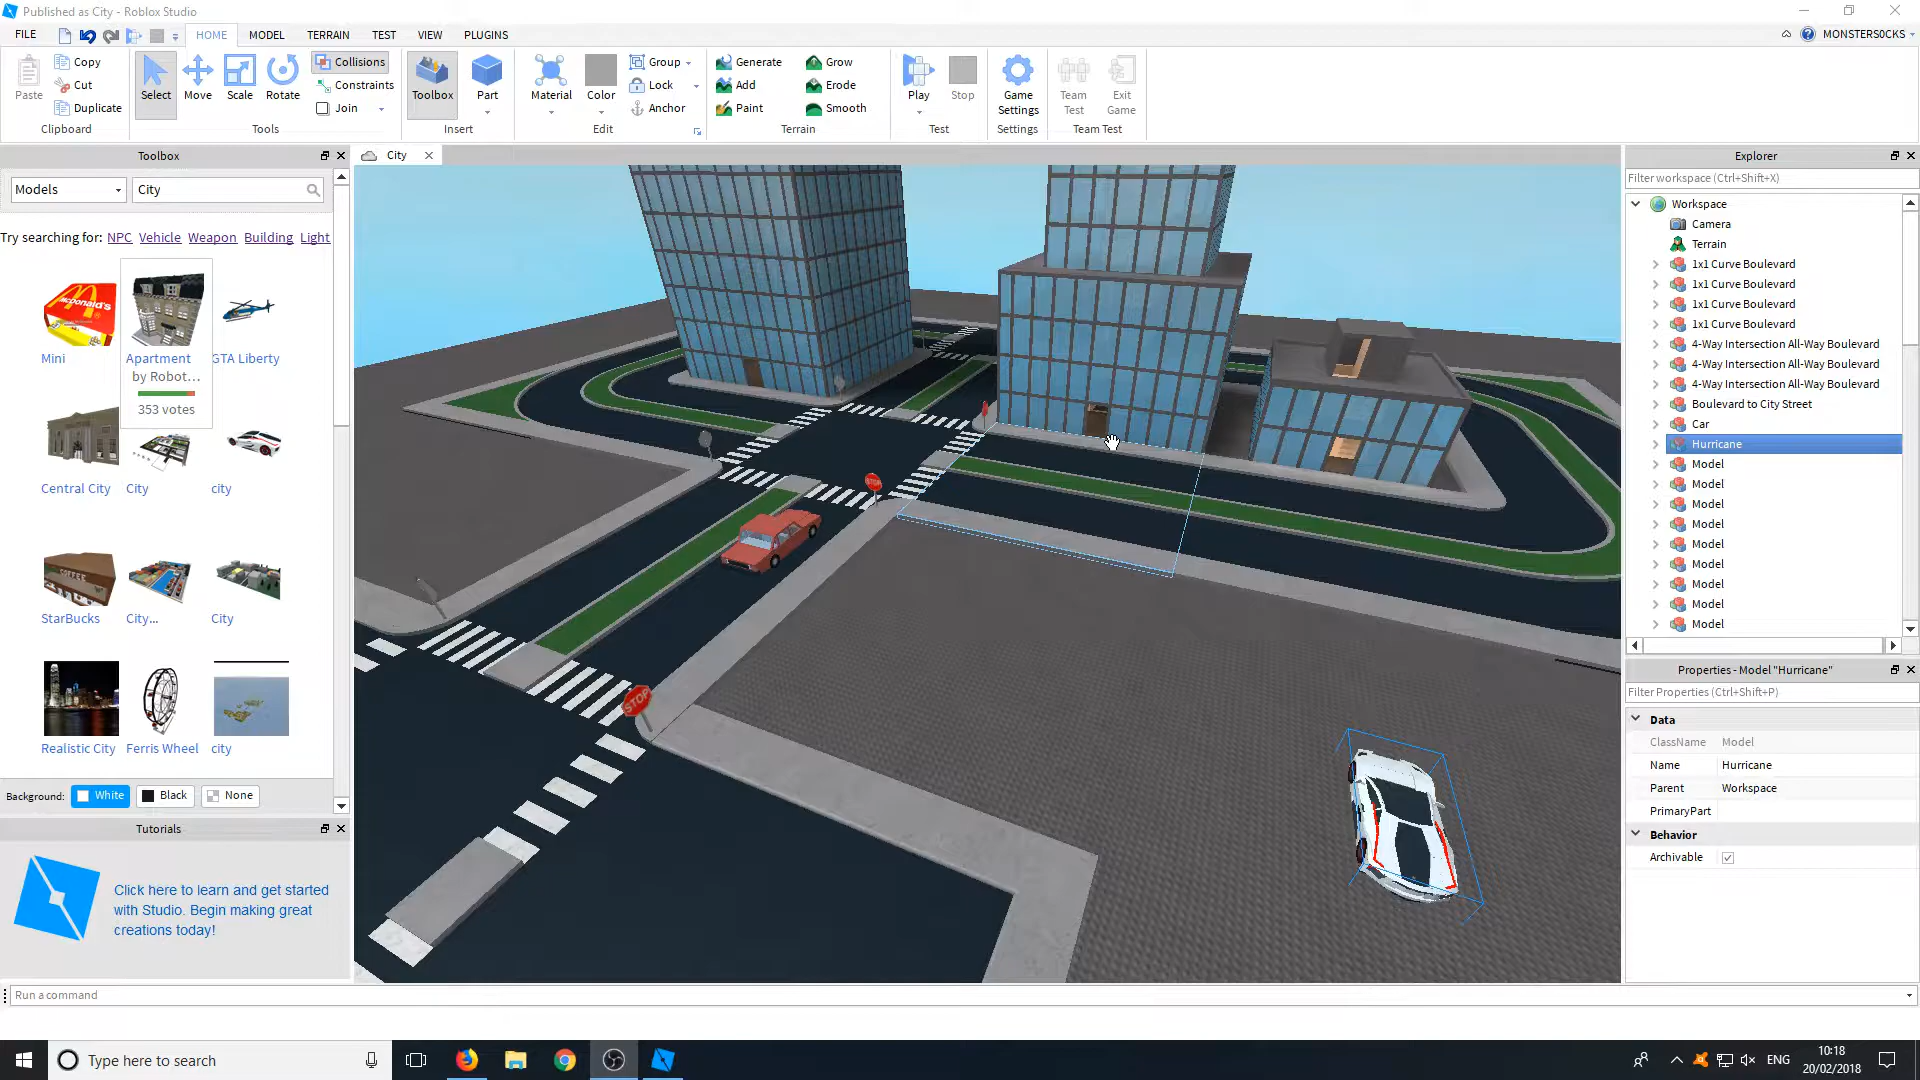 Published as City - Roblox Studio
FILE HOME MODEL TERRAIN TEST VIEW PLUGINS MONSTERSOCKS
Paste Copy Cut Duplicate Clipboard
Select Move Scale Rotate Collisions Constraints Join Tools
Toolbox Part Insert
Material Color Group Lock Anchor Edit
Generate Add Paint Grow Erode Smooth Terrain
Play Stop Test
Game Settings Settings
Team Test Exit Game Team Test
Toolbox
Models City
Try searching for: NPC Vehicle Weapon Building Light
McDonald's
Mini Apartment GTA Liberty
by Robot...
353 votes
Central City City city
COFFEE
StarBucks City... City
Realistic City Ferris Wheel city
Background: White Black None
Tutorials
Click here to learn and get started
with Studio. Begin making great
creations today!
City
STOP
STOP
Explorer
Filter workspace (Ctrl+Shift+X)
Workspace
Camera
Terrain
1x1 Curve Boulevard
1x1 Curve Boulevard
1x1 Curve Boulevard
1x1 Curve Boulevard
4-Way Intersection All-Way Boulevard
4-Way Intersection All-Way Boulevard
4-Way Intersection All-Way Boulevard
Boulevard to City Street
Car
Hurricane
Model
Model
Model
Model
Model
Model
Model
Model
Model
Properties - Model "Hurricane"
Filter Properties (Ctrl+Shift+P)
Data
ClassName Model
Name Hurricane
Parent Workspace
PrimaryPart
Behavior
Archivable
Run a command
Type here to search
ENG
10:18
20/02/2018